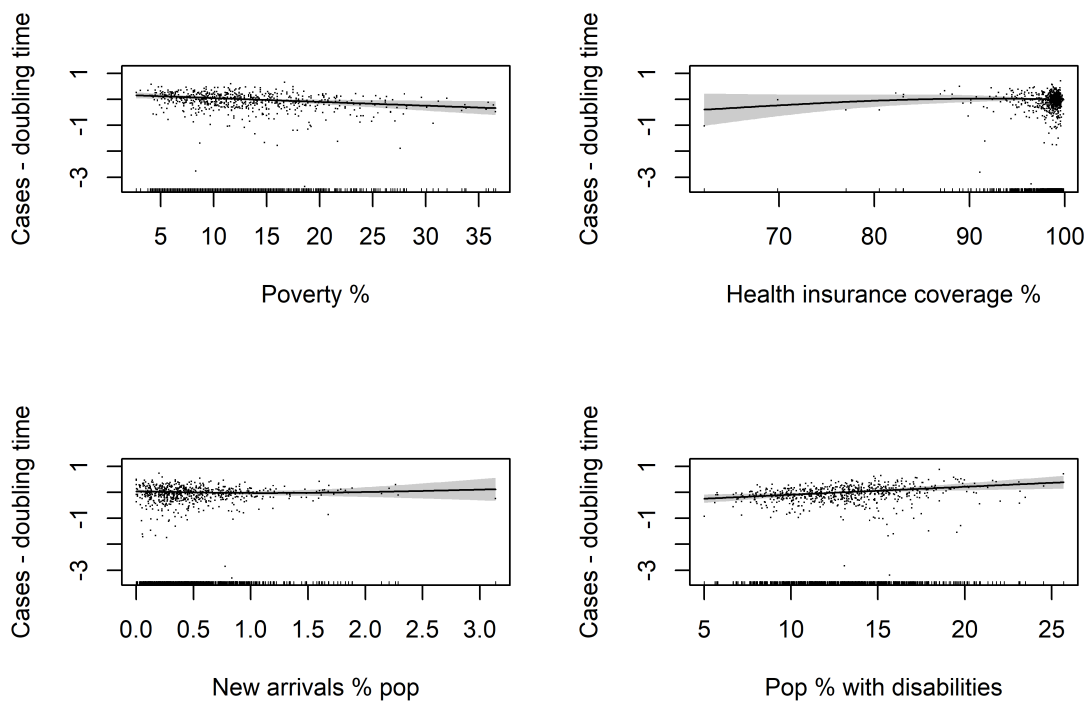 Cases - doubling time
1
-1
-3
5 10 15 20 25 30 35
Poverty %
Cases - doubling time
1
-1
-3
70 80 90 100
Health insurance coverage %
Cases - doubling time
1
-1
-3
0.0 0.5 1.0 1.5 2.0 2.5 3.0
New arrivals % pop
Cases - doubling time
1
-1
-3
5 10 15 20 25
Pop % with disabilities